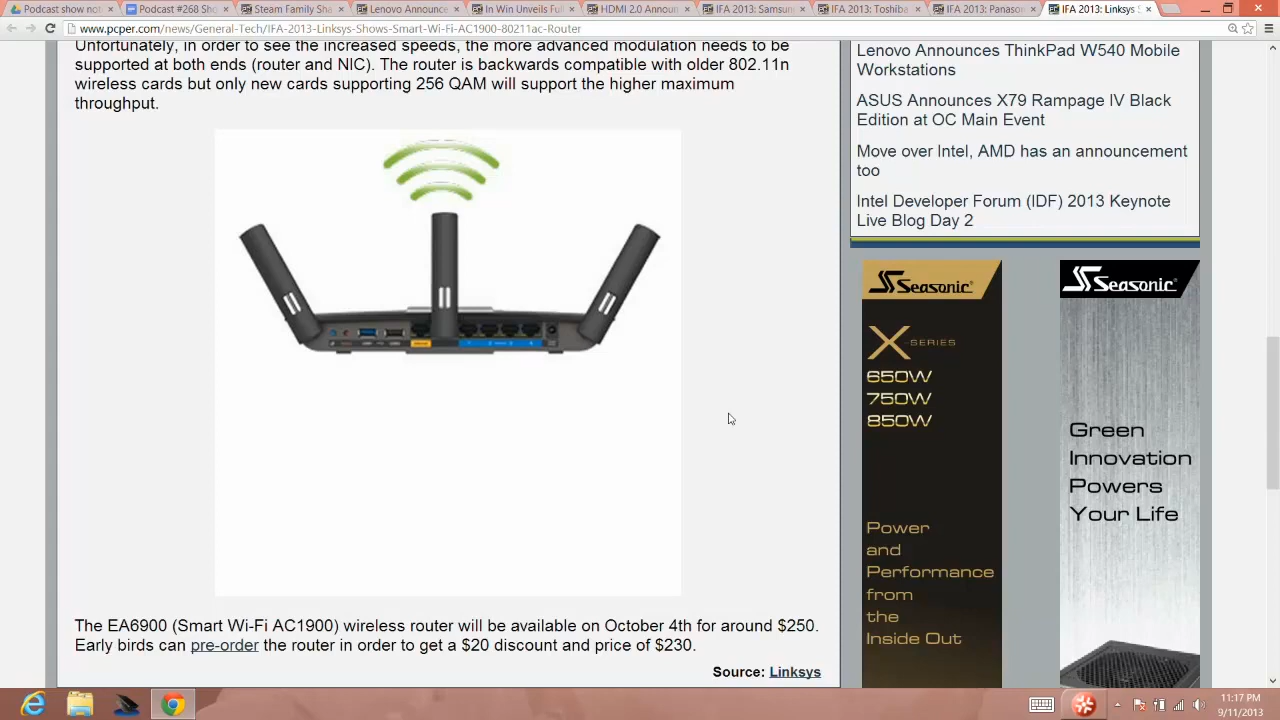 Podcast show not
Podcast #268 Sho
Steam Family Sha
Lenovo Announce
In Win Unveils Full
HDMI 2.0 Announ
IFA 2013: Samsun
IFA 2013: Toshiba
IFA 2013: Panason
IFA 2013: Linksys S
www.pcper.com/news/General-Tech/IFA-2013-Linksys-Shows-Smart-Wi-Fi-AC1900-80211ac-Router
Unfortunately, in order to see the increased speeds, the more advanced modulation needs to be
supported at both ends (router and NIC). The router is backwards compatible with older 802.11n
wireless cards but only new cards supporting 256 QAM will support the higher maximum
throughput.
The EA6900 (Smart Wi-Fi AC1900) wireless router will be available on October 4th for around $250.
Early birds can pre-order the router in order to get a $20 discount and price of $230.
Source: Linksys
Lenovo Announces ThinkPad W540 Mobile
Workstations
ASUS Announces X79 Rampage IV Black
Edition at OC Main Event
Move over Intel, AMD has an announcement
too
Intel Developer Forum (IDF) 2013 Keynote
Live Blog Day 2
Seasonic
X-SERIES
650W
750W
850W
Power
and
Performance
from
the
Inside Out
Seasonic
Green
Innovation
Powers
Your Life
11:17 PM
9/11/2013